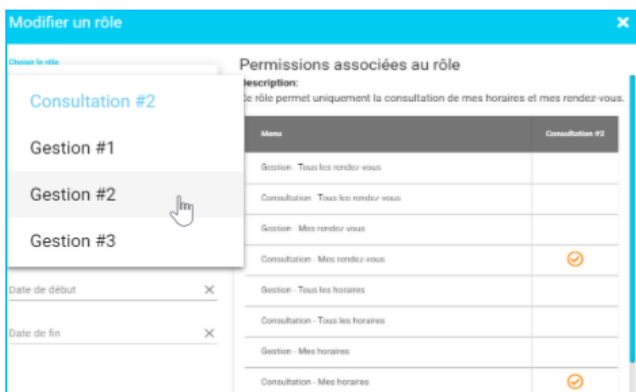 Modifier un rôle
Choisir le rôle
Consultation #2
Gestion #1
Gestion #2
Gestion #3
Date de début
Date de fin
Permissions associées au rôle
Description:
Ce rôle permet uniquement la consultation de mes horaires et mes rendez-vous.
Menu Consultation #2
Gestion - Tous les rendez-vous
Consultation - Tous les rendez-vous
Gestion - Mes rendez-vous
Consultation - Mes rendez-vous
Gestion - Tous les horaires
Consultation - Tous les horaires
Gestion - Mes horaires
Consultation - Mes horaires